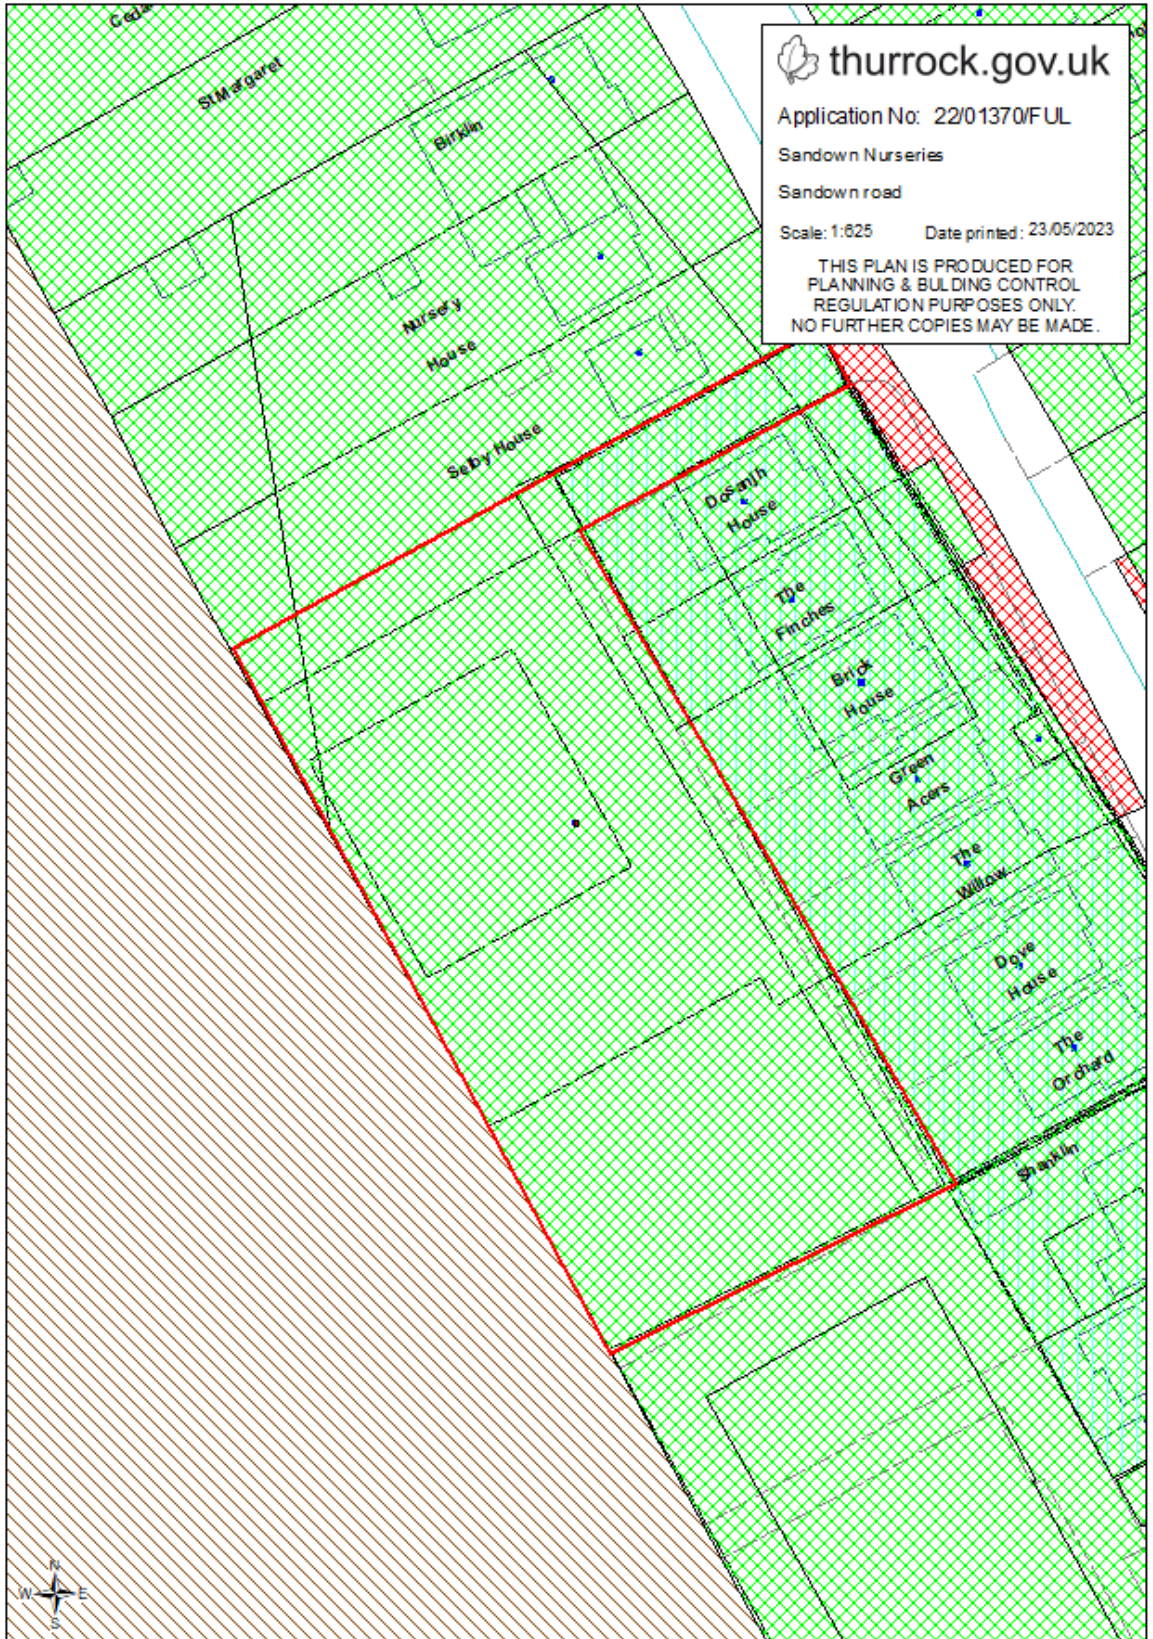 thurrock.gov.uk
Application No: 22/01370/FUL
Sandown Nurseries
Sandown road
Scale: 1:625 Date printed: 23/05/2023
THIS PLAN IS PRODUCED FOR
PLANNING & BULDING CONTROL
REGULATION PURPOSES ONLY.
NO FURTHER COPIES MAY BE MADE.
St Margaret
Birklin
Nursery
House
Selby House
Dosanjh
House
The
Finches
Brick
House
Green
Acers
The
Willow
Dove
House
The
Orchard
Shanklin
N
W E
S